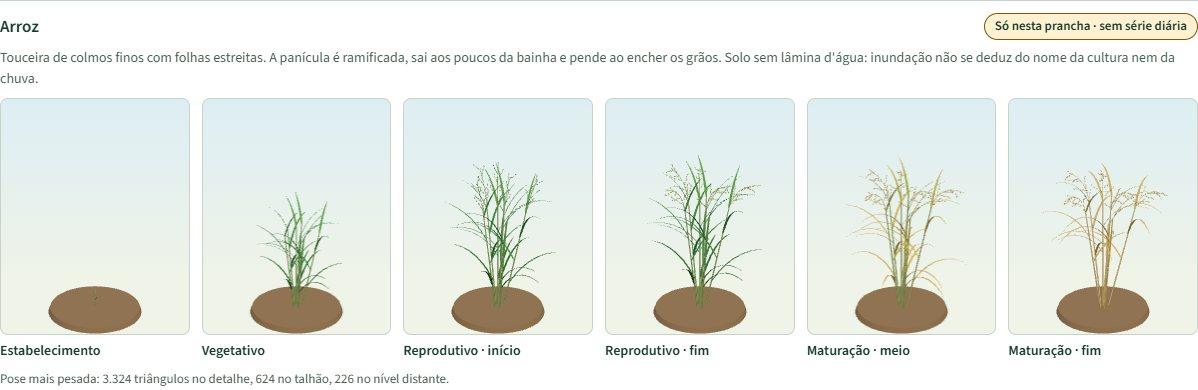 Arroz
Só nesta prancha · sem série diária
Touceira de colmos finos com folhas estreitas. A panícula é ramificada, sai aos poucos da bainha e pende ao encher os grãos. Solo sem lâmina d'água: inundação não se deduz do nome da cultura nem da
chuva.
Estabelecimento
Vegetativo
Reprodutivo · início
Reprodutivo · fim
Maturação · meio
Maturação · fim
Pose mais pesada: 3.324 triângulos no detalhe, 624 no talhão, 226 no nível distante.